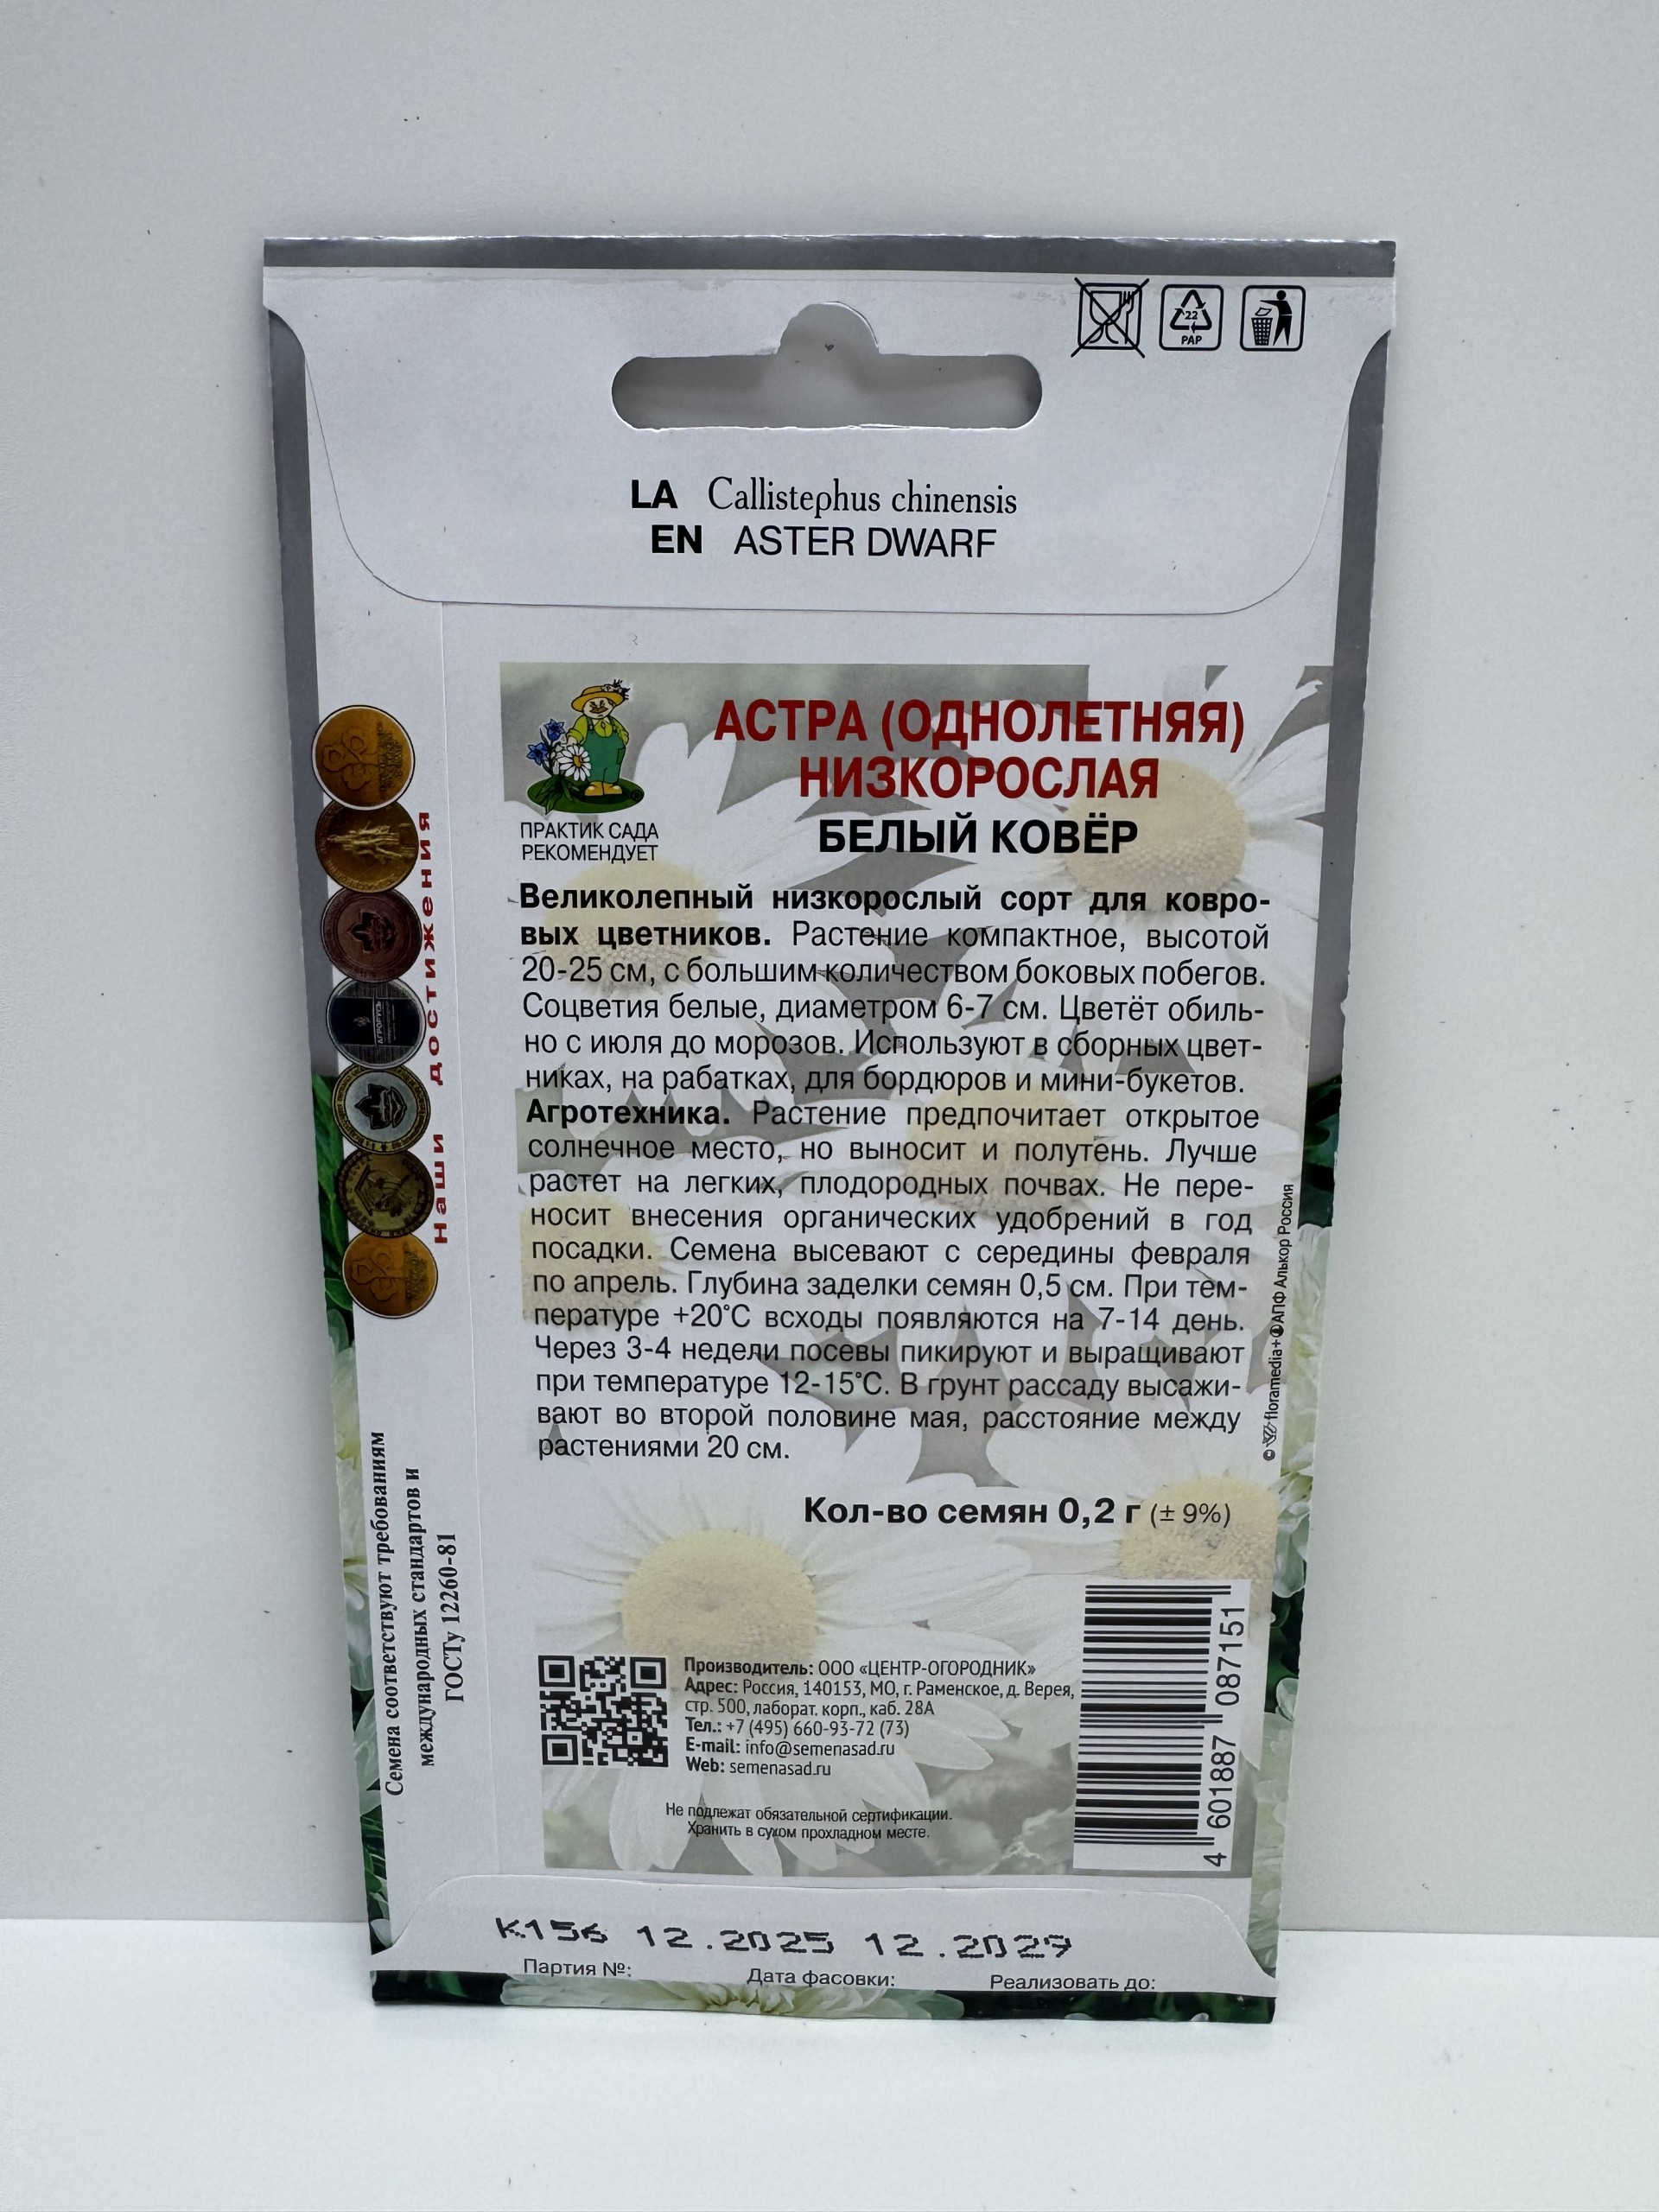 22
PAP
LA Callistephus chinensis
EN ASTER DWARF
АСТРА (ОДНОЛЕТНЯЯ)
НИЗКОРОСЛАЯ
БЕЛЫЙ КОВЁР
ПРАКТИК САДА
РЕКОМЕНДУЕТ
Великолепный низкорослый сорт для ковро-
вых цветников. Растение компактное, высотой
20-25 см, с большим количеством боковых побегов.
Соцветия белые, диаметром 6-7 см. Цветёт обиль-
но с июля до морозов. Используют в сборных цвет-
никах, на рабатках, для бордюров и мини-букетов.
Агротехника. Растение предпочитает открытое
солнечное место, но выносит и полутень. Лучше
растет на легких, плодородных почвах. Не пере-
носит внесения органических удобрений в год
посадки. Семена высевают с середины февраля
по апрель. Глубина заделки семян 0,5 см. При тем-
пературе +20°С всходы появляются на 7-14 день.
Через 3-4 недели посевы пикируют и выращивают
при температуре 12-15°С. В грунт рассаду высажи-
вают во второй половине мая, расстояние между
растениями 20 см.
Кол-во семян 0,2 г (± 9%)
Производитель: ООО «ЦЕНТР-ОГОРОДНИК»
Адрес: Россия, 140153, МО, г. Раменское, д. Верея,
стр. 500, лаборат. корп., каб. 28А
Тел.: +7 (495) 660-93-72 (73)
E-mail: info@semenasad.ru
Web: semenasad.ru
Не подлежат обязательной сертификации.
Хранить в сухом прохладном месте.
4 601887 087151
© floramedia+ АПФ Алькор Россия
Наши достижения
АГРОРУСЬ
Семена соответствуют требованиям
международных стандартов и
ГОСТу 12260-81
К156 12.2025 12.2029
Партия №: Дата фасовки: Реализовать до: